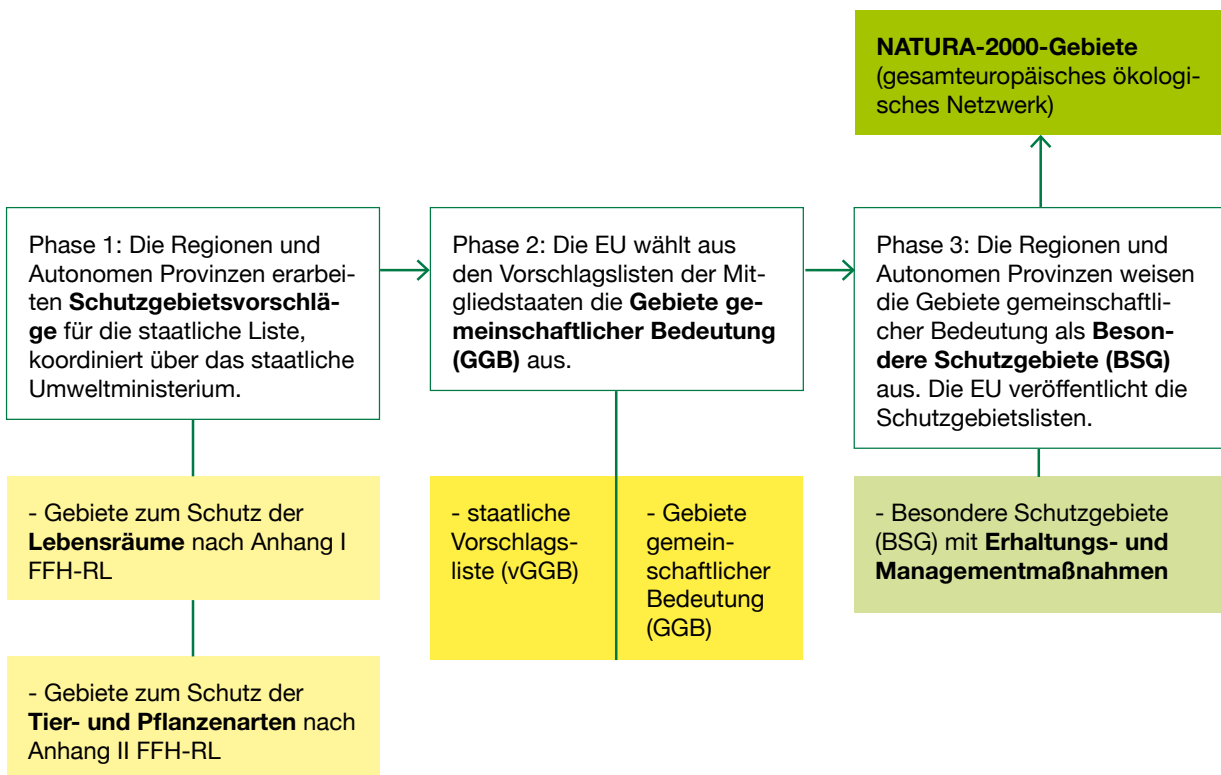 NATURA-2000-Gebiete
(gesamteuropäisches ökologi-
sches Netzwerk)
Phase 1: Die Regionen und
Autonomen Provinzen erarbei-
ten Schutzgebietsvorschlä-
ge für die staatliche Liste,
koordiniert über das staatliche
Umweltministerium.
Phase 2: Die EU wählt aus
den Vorschlagslisten der Mit-
gliedstaaten die Gebiete ge-
meinschaftlicher Bedeutung
(GGB) aus.
Phase 3: Die Regionen und
Autonomen Provinzen weisen
die Gebiete gemeinschaftli-
cher Bedeutung als Beson-
dere Schutzgebiete (BSG)
aus. Die EU veröffentlicht die
Schutzgebietslisten.
- Gebiete zum Schutz der
Lebensräume nach Anhang I
FFH-RL
- Gebiete zum Schutz der
Tier- und Pflanzenarten nach
Anhang II FFH-RL
- staatliche
Vorschlags-
liste (vGGB)
- Gebiete
gemein-
schaftlicher
Bedeutung
(GGB)
- Besondere Schutzgebiete
(BSG) mit Erhaltungs- und
Managementmaßnahmen